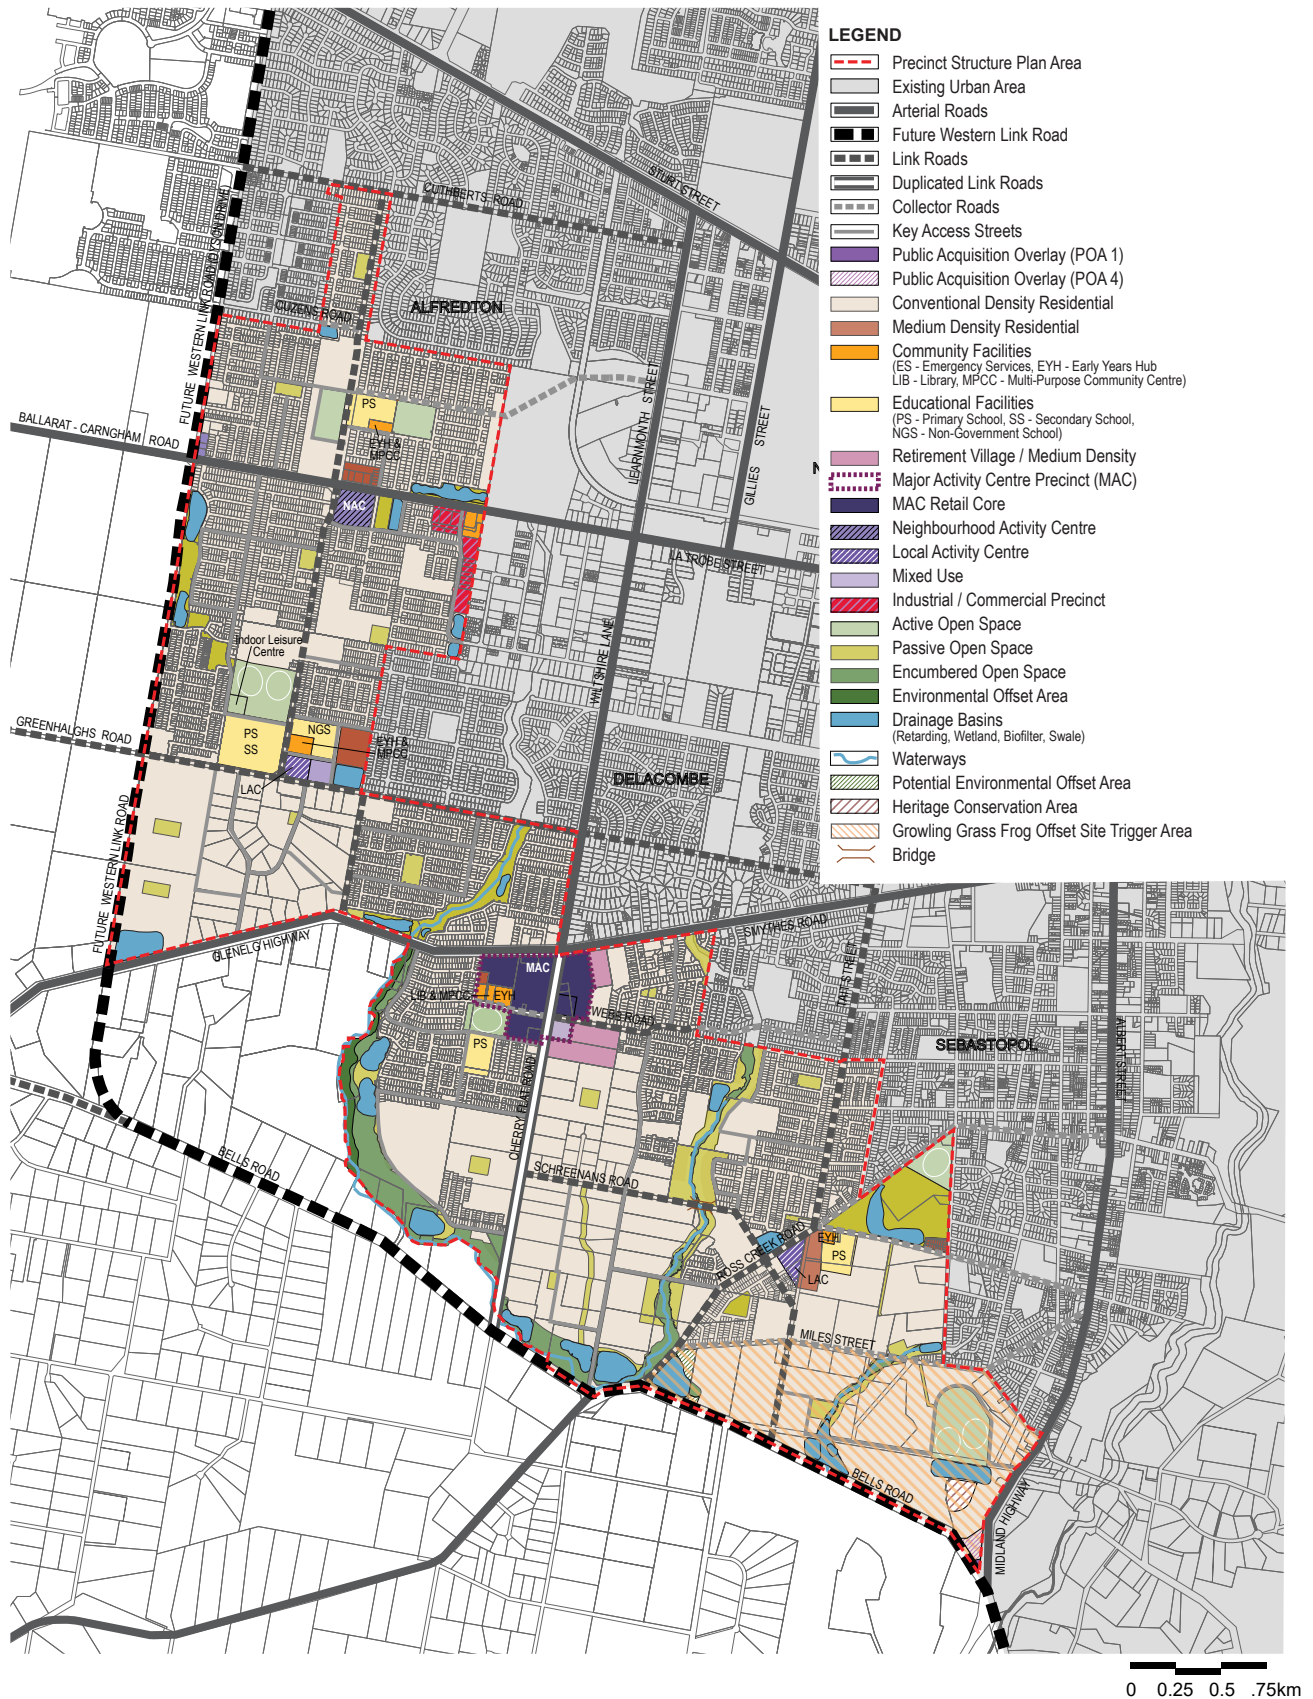 LEGEND
Precinct Structure Plan Area
Existing Urban Area
Arterial Roads
Future Western Link Road
Link Roads
Duplicated Link Roads
Collector Roads
Key Access Streets
Public Acquisition Overlay (POA 1)
Public Acquisition Overlay (POA 4)
Conventional Density Residential
Medium Density Residential
Community Facilities
(ES - Emergency Services, EYH - Early Years Hub
LIB - Library, MPCC - Multi-Purpose Community Centre)
Educational Facilities
(PS - Primary School, SS - Secondary School,
NGS - Non-Government School)
Retirement Village / Medium Density
Major Activity Centre Precinct (MAC)
MAC Retail Core
Neighbourhood Activity Centre
Local Activity Centre
Mixed Use
Industrial / Commercial Precinct
Active Open Space
Passive Open Space
Encumbered Open Space
Environmental Offset Area
Drainage Basins
(Retarding, Wetland, Biofilter, Swale)
Waterways
Potential Environmental Offset Area
Heritage Conservation Area
Growling Grass Frog Offset Site Trigger Area
Bridge
STURT STREET
CUTHBERTS ROAD
FUTURE WESTERN LINK ROAD (DYSON DRIVE)
CUZENS ROAD
ALFREDTON
LEARMONTH STREET
GILLIES STREET
N
BALLARAT - CARNGHAM ROAD
PS
EYH &
MPCC
NAC
LA TROBE STREET
WILTSHIRE LANE
Indoor Leisure
Centre
GREENHALGHS ROAD
PS
SS
NGS
EYH &
MPCC
LAC
DELACOMBE
FUTURE WESTERN LINK ROAD
GLENELG HIGHWAY
SMYTHES ROAD
MAC
LIB & MPCC
EYH
WEBB ROAD
TAIT STREET
PS
SEBASTOPOL
ALBERT STREET
CHERRY FLAT ROAD
BELLS ROAD
SCHREENANS ROAD
ROSS CREEK ROAD
EYH
PS
LAC
MILES STREET
BELLS ROAD
MIDLAND HIGHWAY
0 0.25 0.5 .75km